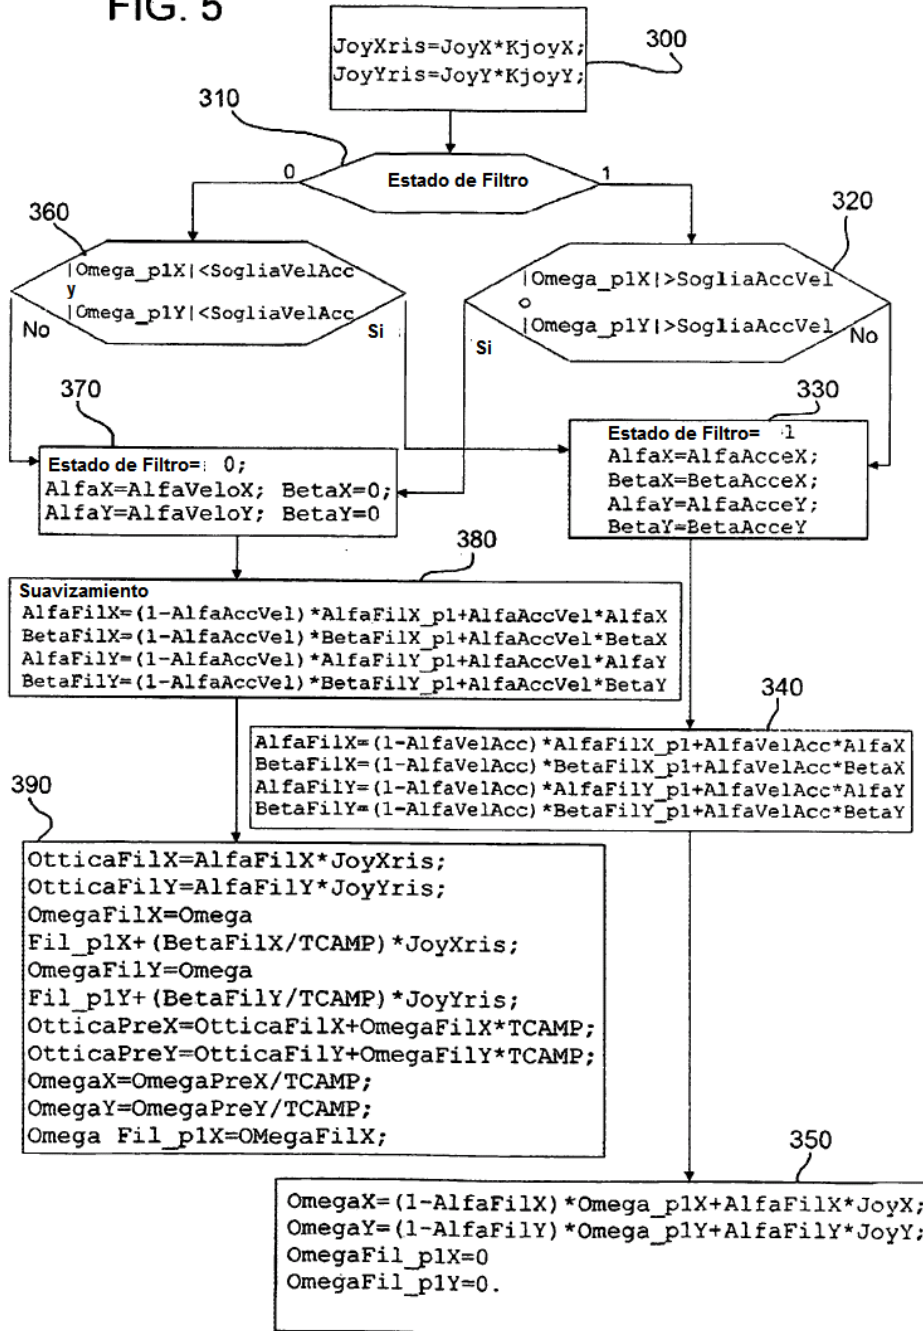 FIG. 5
JoyXris=JoyX*KjoyX;
JoyYris=JoyY*KjoyY;
300
310
0
Estado de Filtro
1
360
|Omega_p1X|<SogliaVelAcc
y
|Omega_p1Y|<SogliaVelAcc
No
Si
320
|Omega_p1X|>SogliaAccVel
o
|Omega_p1Y|>SogliaAccVel
Si
No
370
Estado de Filtro= 0;
AlfaX=AlfaVeloX; BetaX=0;
AlfaY=AlfaVeloY; BetaY=0
330
Estado de Filtro= 1
AlfaX=AlfaAcceX;
BetaX=BetaAcceX;
AlfaY=AlfaAcceY;
BetaY=BetaAcceY
380
Suavizamiento
AlfaFilX=(1-AlfaAccVel)*AlfaFilX_p1+AlfaAccVel*AlfaX
BetaFilX=(1-AlfaAccVel)*BetaFilX_p1+AlfaAccVel*BetaX
AlfaFilY=(1-AlfaAccVel)*AlfaFilY_p1+AlfaAccVel*AlfaY
BetaFilY=(1-AlfaAccVel)*BetaFilY_p1+AlfaAccVel*BetaY
340
AlfaFilX=(1-AlfaVelAcc)*AlfaFilX_p1+AlfaVelAcc*AlfaX
BetaFilX=(1-AlfaVelAcc)*BetaFilX_p1+AlfaVelAcc*BetaX
AlfaFilY=(1-AlfaVelAcc)*AlfaFilY_p1+AlfaVelAcc*AlfaY
BetaFilY=(1-AlfaVelAcc)*BetaFilY_p1+AlfaVelAcc*BetaY
390
OtticaFilX=AlfaFilX*JoyXris;
OtticaFilY=AlfaFilY*JoyYris;
OmegaFilX=Omega
Fil_p1X+(BetaFilX/TCAMP)*JoyXris;
OmegaFilY=Omega
Fil_p1Y+(BetaFilY/TCAMP)*JoyYris;
OtticaPreX=OtticaFilX+OmegaFilX*TCAMP;
OtticaPreY=OtticaFilY+OmegaFilY*TCAMP;
OmegaX=OmegaPreX/TCAMP;
OmegaY=OmegaPreY/TCAMP;
Omega Fil_p1X=OMegaFilX;
350
OmegaX=(1-AlfaFilX)*Omega_p1X+AlfaFilX*JoyX;
OmegaY=(1-AlfaFilY)*Omega_p1Y+AlfaFilY*JoyY;
OmegaFil_p1X=0
OmegaFil_p1Y=0.